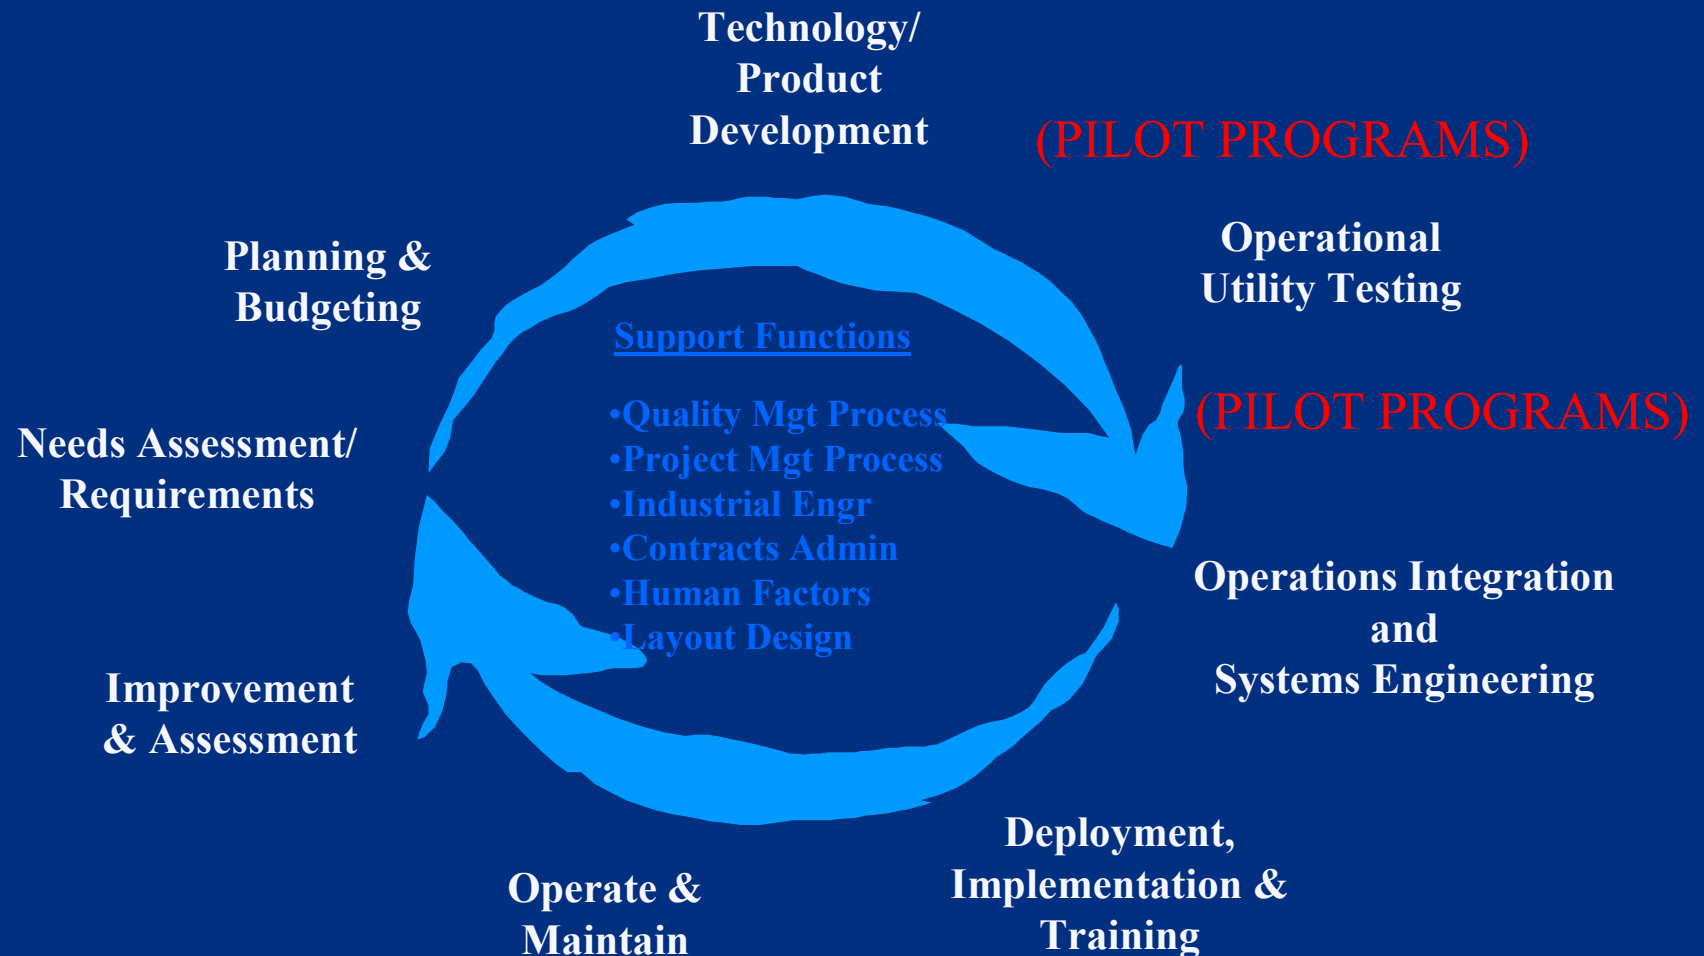 Technology/
Product
Development
(PILOT PROGRAMS)
Operational
Utility Testing
Planning &
Budgeting
Support Functions
(PILOT PROGRAMS)
•Quality Mgt Process
•Project Mgt Process
•Industrial Engr
•Contracts Admin
•Human Factors
•Layout Design
Needs Assessment/
Requirements
Operations Integration
and
Systems Engineering
Improvement
& Assessment
Deployment,
Implementation &
Training
Operate &
Maintain